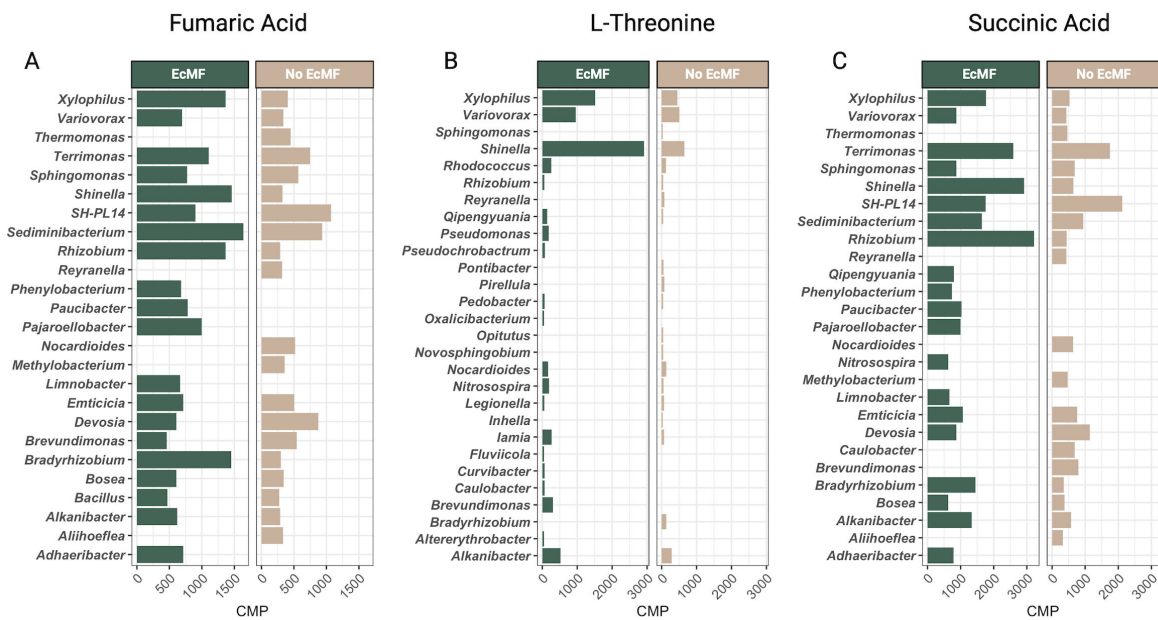 Fumaric Acid
L-Threonine
Succinic Acid
A
EcMF
No EcMF
Xylophilus
Variovorax
Thermomonas
Terrimonas
Sphingomonas
Shinella
SH-PL14
Sediminibacterium
Rhizobium
Reyranella
Phenylobacterium
Paucibacter
Pajaroellobacter
Nocardioides
Methylobacterium
Limnobacter
Emticicia
Devosia
Brevundimonas
Bradyrhizobium
Bosea
Bacillus
Alkanibacter
Aliihoeflea
Adhaeribacter
0 500 1000 1500
0 500 1000 1500
CMP
B
EcMF
No EcMF
Xylophilus
Variovorax
Sphingomonas
Shinella
Rhodococcus
Rhizobium
Reyranella
Qipengyuania
Pseudomonas
Pseudochrobactrum
Pontibacter
Pirellula
Pedobacter
Oxalicibacterium
Opitutus
Novosphingobium
Nocardioides
Nitrosospira
Legionella
Inhella
Iamia
Fluviicola
Curvibacter
Caulobacter
Brevundimonas
Bradyrhizobium
Altererythrobacter
Alkanibacter
0 1000 2000 3000
0 1000 2000 3000
CMP
C
EcMF
No EcMF
Xylophilus
Variovorax
Thermomonas
Terrimonas
Sphingomonas
Shinella
SH-PL14
Sediminibacterium
Rhizobium
Reyranella
Qipengyuania
Phenylobacterium
Paucibacter
Pajaroellobacter
Nocardioides
Nitrosospira
Methylobacterium
Limnobacter
Emticicia
Devosia
Caulobacter
Brevundimonas
Bradyrhizobium
Bosea
Alkanibacter
Aliihoeflea
Adhaeribacter
0 1000 2000 3000
0 1000 2000 3000
CMP